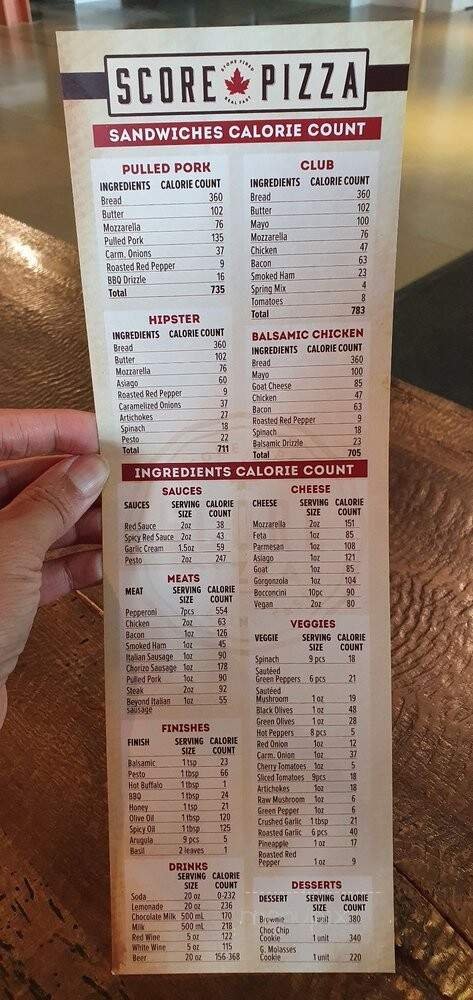 STONE FIRED
SCORE PIZZA
REAL FAST
SANDWICHES CALORIE COUNT
PULLED PORK
INGREDIENTS CALORIE COUNT
Bread 360
Butter 102
Mozzarella 76
Pulled Pork 135
Carm. Onions 37
Roasted Red Pepper 9
BBQ Drizzle 16
Total 735
CLUB
INGREDIENTS CALORIE COUNT
Bread 360
Butter 102
Mayo 100
Mozzarella 76
Chicken 47
Bacon 63
Smoked Ham 23
Spring Mix 4
Tomatoes 8
Total 783
HIPSTER
INGREDIENTS CALORIE COUNT
Bread 360
Butter 102
Mozzarella 76
Asiago 60
Roasted Red Pepper 9
Caramelized Onions 37
Artichokes 27
Spinach 18
Pesto 22
Total 711
BALSAMIC CHICKEN
INGREDIENTS CALORIE COUNT
Bread 360
Mayo 100
Goat Cheese 85
Chicken 47
Bacon 63
Roasted Red Pepper 9
Spinach 18
Balsamic Drizzle 23
Total 705
INGREDIENTS CALORIE COUNT
SAUCES
SAUCES SERVING SIZE CALORIE COUNT
Red Sauce 2oz 38
Spicy Red Sauce 2oz 43
Garlic Cream 1.5oz 59
Pesto 2oz 247
MEATS
MEAT SERVING SIZE CALORIE COUNT
Pepperoni 7pcs 554
Chicken 2oz 63
Bacon 1oz 126
Smoked Ham 1oz 45
Italian Sausage 1oz 90
Chorizo Sausage 1oz 178
Pulled Pork 1oz 90
Steak 2oz 92
Beyond Italian 1oz 55
sausage
FINISHES
FINISH SERVING SIZE CALORIE COUNT
Balsamic 1 tsp 23
Pesto 1 tbsp 66
Hot Buffalo 1 tbsp 1
BBQ 1 tbsp 24
Honey 1 tsp 21
Olive Oil 1 tbsp 120
Spicy Oil 1 tbsp 125
Arugula 9 pcs 5
Basil 2 leaves 1
DRINKS
SERVING SIZE CALORIE COUNT
Soda 20 oz 0-232
Lemonade 20 oz 236
Chocolate Milk 500 mL 170
Milk 500 mL 218
Red Wine 5 oz 122
White Wine 5 oz 115
Beer 20 oz 156-368
CHEESE
CHEESE SERVING SIZE CALORIE COUNT
Mozzarella 2oz 151
Feta 1oz 85
Parmesan 1oz 108
Asiago 1oz 121
Goat 1oz 85
Gorgonzola 1oz 104
Bocconcini 10pc 90
Vegan 2oz 80
VEGGIES
VEGGIE SERVING SIZE CALORIE COUNT
Spinach 9 pcs 18
Sautéed
Green Peppers 6 pcs 21
Sautéed
Mushroom 1 oz 19
Black Olives 1 oz 48
Green Olives 1 oz 28
Hot Peppers 8 pcs 5
Red Onion 1oz 12
Carm. Onion 1oz 37
Cherry Tomatoes 1oz 5
Sliced Tomatoes 9pcs 18
Artichokes 1oz 18
Raw Mushroom 1oz 6
Green Pepper 1oz 6
Crushed Garlic 1 tbsp 21
Roasted Garlic 6 pcs 40
Pineapple 1 oz 17
Roasted Red
Pepper 1 oz 9
DESSERTS
DESSERT SERVING SIZE CALORIE COUNT
Brownie 1 unit 380
Choc Chip
Cookie 1 unit 340
G. Molasses
Cookie 1 unit 220